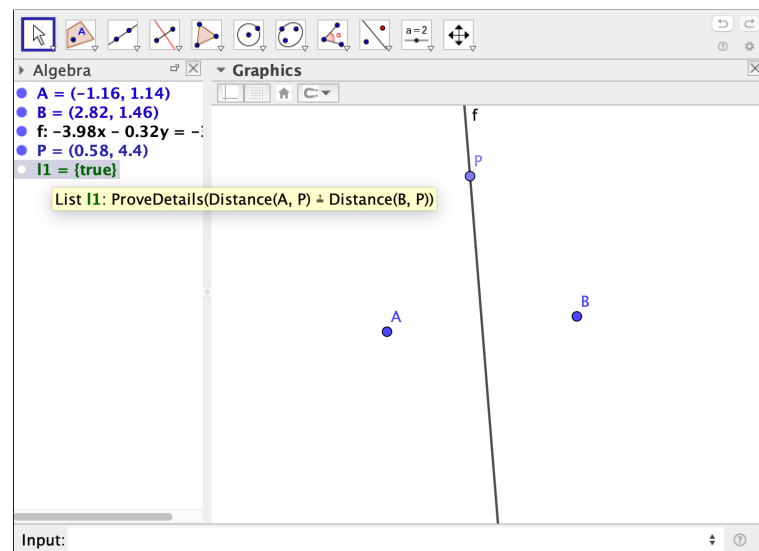 A
α
a=2
Algebra
Graphics
A = (-1.16, 1.14)
B = (2.82, 1.46)
f: -3.98x - 0.32y = -
P = (0.58, 4.4)
l1 = {true}
List l1: ProveDetails(Distance(A, P) ≟ Distance(B, P))
f
P
B
A
Input: